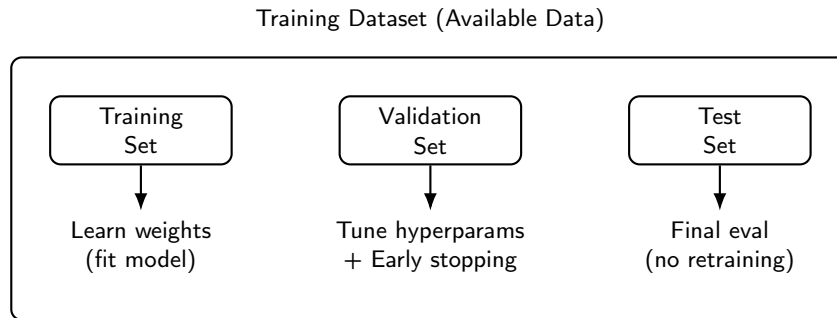 Training Dataset (Available Data)
Training
Set
Validation
Set
Test
Set
Learn weights
(fit model)
Tune hyperparams
+ Early stopping
Final eval
(no retraining)